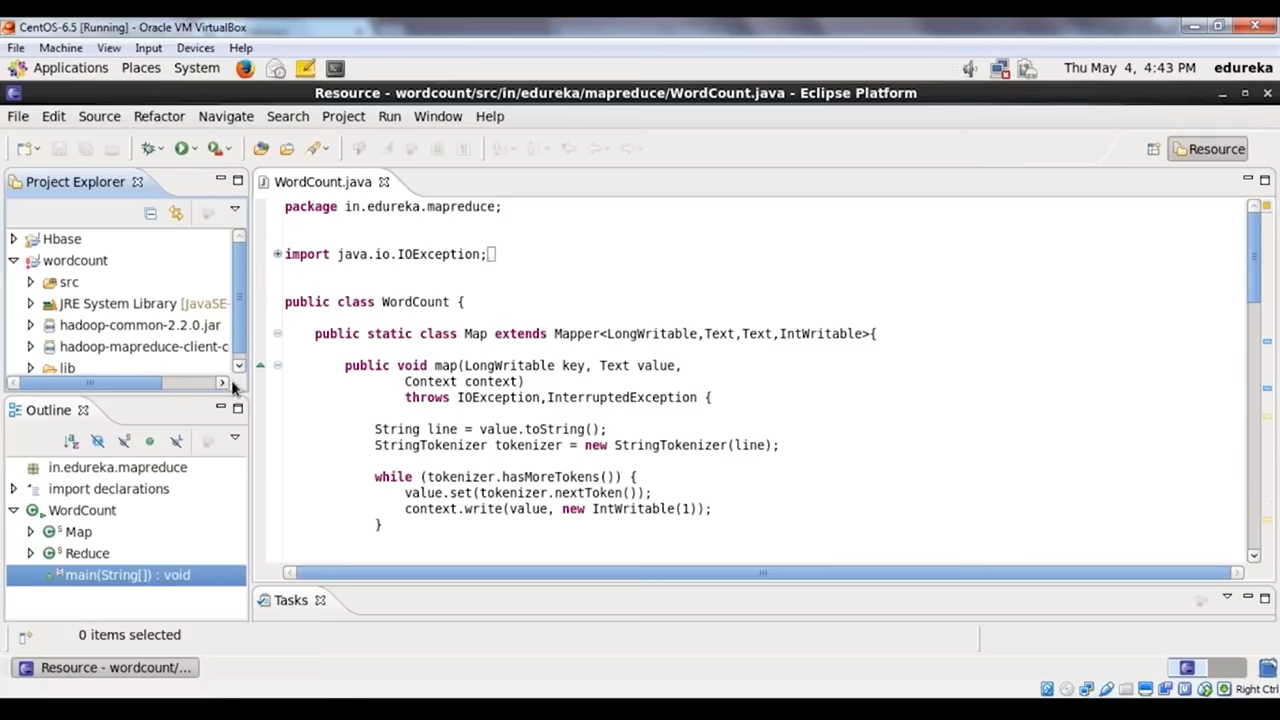 CentOS-6.5 [Running] - Oracle VM VirtualBox
File Machine View Input Devices Help
Applications Places System Thu May 4, 4:43 PM edureka
Resource - wordcount/src/in/edureka/mapreduce/WordCount.java - Eclipse Platform
File Edit Source Refactor Navigate Search Project Run Window Help
Resource
Project Explorer
Hbase
wordcount
src
JRE System Library [JavaSE-
hadoop-common-2.2.0.jar
hadoop-mapreduce-client-c
lib
Outline
in.edureka.mapreduce
import declarations
WordCount
Map
Reduce
main(String[]) : void
WordCount.java
package in.edureka.mapreduce;
import java.io.IOException;
public class WordCount {
public static class Map extends Mapper<LongWritable,Text,Text,IntWritable>{
public void map(LongWritable key, Text value,
Context context)
throws IOException,InterruptedException {
String line = value.toString();
StringTokenizer tokenizer = new StringTokenizer(line);
while (tokenizer.hasMoreTokens()) {
value.set(tokenizer.nextToken());
context.write(value, new IntWritable(1));
}
Tasks
0 items selected
Resource - wordcount/...
Right Ctrl